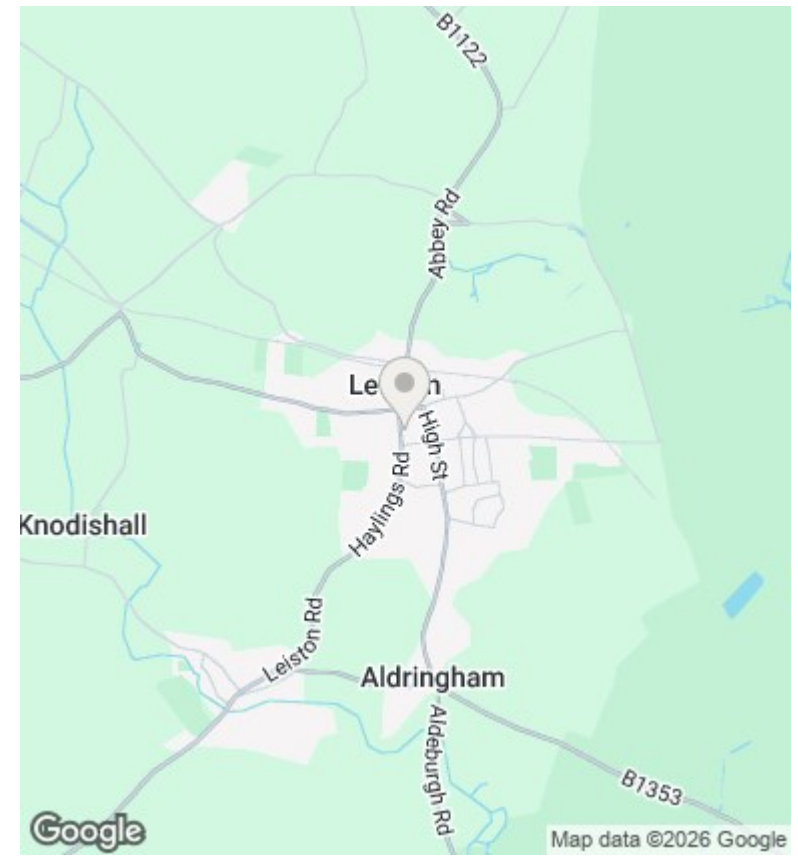 B1122
Abbey Rd
Le
n
High St
Haylings Rd
Knodishall
Leiston Rd
Aldringham
Aldeburgh Rd
B1353
Google
Map data ©2026 Google